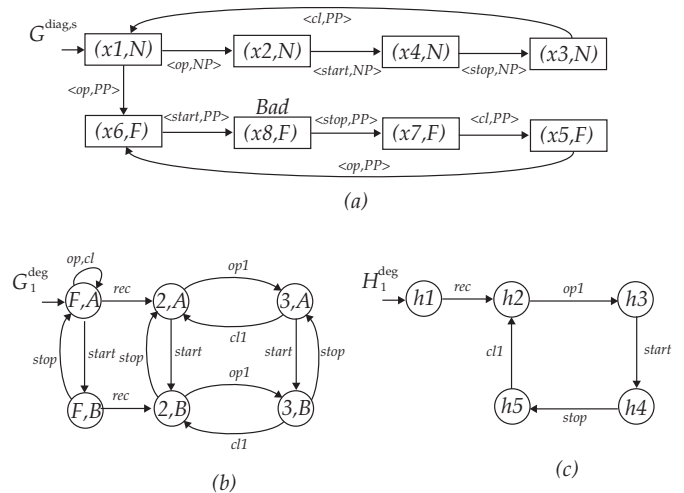 <cl,PP>
G^diag,s
(x1,N)
(x2,N)
(x4,N)
(x3,N)
<op,NP>
<start,NP>
<stop,NP>
<op,PP>
Bad
(x6,F)
<start,PP>
(x8,F)
<stop,PP>
(x7,F)
<cl,PP>
(x5,F)
<op,PP>
(a)
G_1^deg
op,cl
F,A
rec
2,A
op1
3,A
cl1
stop
start
stop
start
start
stop
F,B
rec
2,B
op1
3,B
cl1
(b)
H_1^deg
h1
rec
h2
op1
h3
cl1
start
h5
stop
h4
(c)